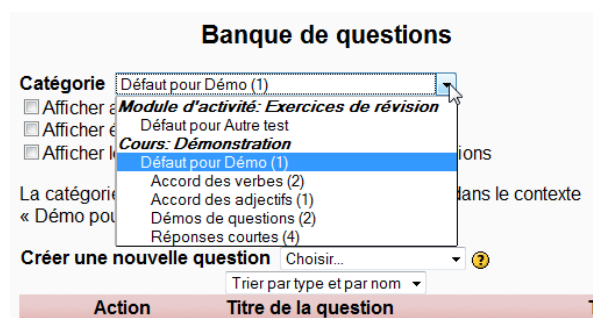 Banque de questions
Catégorie Défaut pour Démo (1)
Afficher
Module d'activité: Exercices de révision
Afficher
Défaut pour Autre test
Cours: Démonstration
Afficher
Défaut pour Démo (1)
Accord des verbes (2)
La catégorie
dans le contexte
Accord des adjectifs (1)
« Démo
Démos de questions (2)
Réponses courtes (4)
Créer une nouvelle question Choisir...
Trier par type et par nom
Action Titre de la question